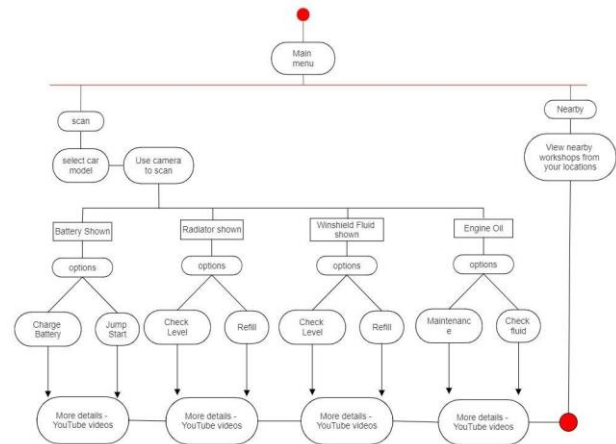 Main
menu
scan
Nearby
select car
model
Use camera
to scan
View nearby
workshops from
your locations
Battery Shown
Radiator shown
Winshield Fluid
shown
Engine Oil
options
options
options
options
Charge
Battery
Jump
Start
Check
Level
Refill
Check
Level
Refill
Maintenanc
e
Check
fluid
More details -
YouTube videos
More details -
YouTube videos
More details -
YouTube videos
More details -
YouTube videos